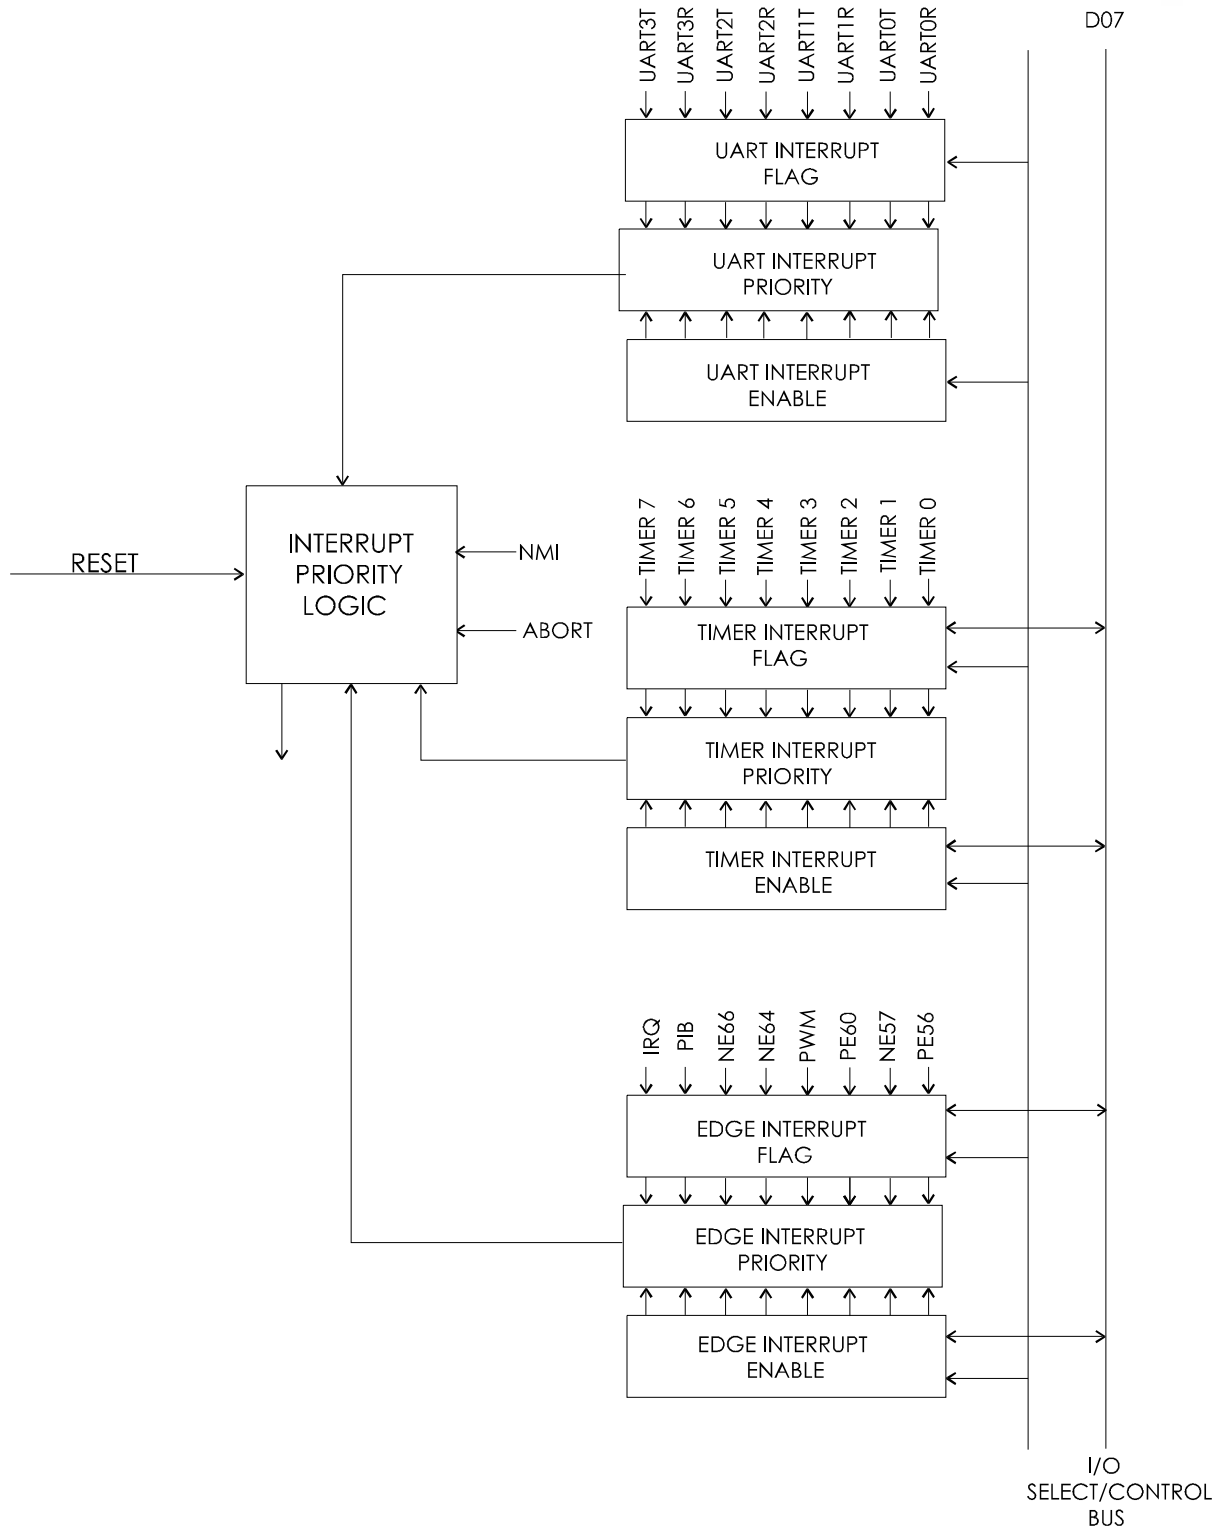 UART3T
UART3R
UART2T
UART2R
UART1T
UART1R
UART0T
UART0R
D07
UART INTERRUPT
FLAG
UART INTERRUPT
PRIORITY
UART INTERRUPT
ENABLE
RESET
INTERRUPT
PRIORITY
LOGIC
NMI
ABORT
TIMER 7
TIMER 6
TIMER 5
TIMER 4
TIMER 3
TIMER 2
TIMER 1
TIMER 0
TIMER INTERRUPT
FLAG
TIMER INTERRUPT
PRIORITY
TIMER INTERRUPT
ENABLE
IRQ
PIB
NE66
NE64
PWM
PE60
NE57
PE56
EDGE INTERRUPT
FLAG
EDGE INTERRUPT
PRIORITY
EDGE INTERRUPT
ENABLE
I/O
SELECT/CONTROL
BUS